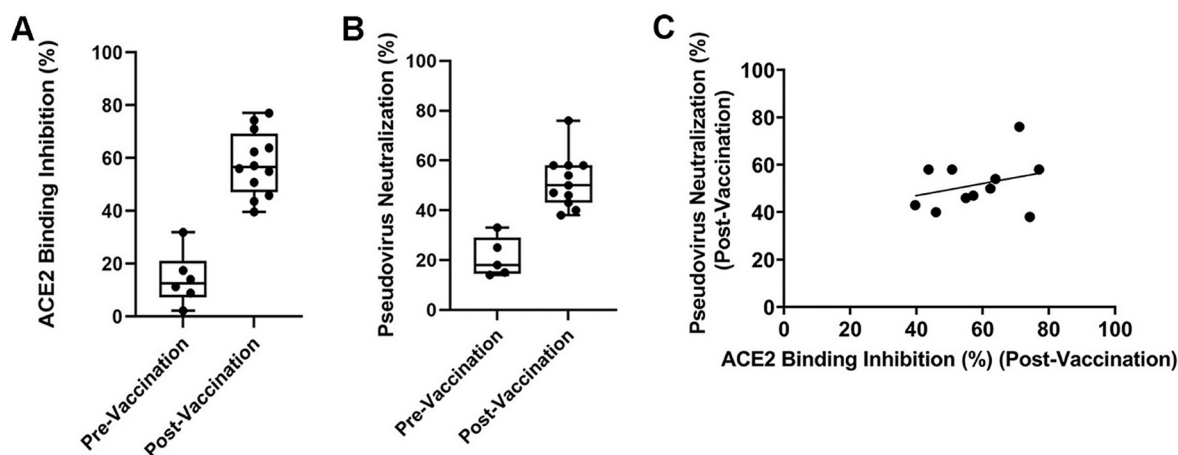 A
ACE2 Binding Inhibition (%)
100
80
60
40
20
0
Pre-Vaccination
Post-Vaccination
B
Pseudovirus Neutralization (%)
100
80
60
40
20
0
Pre-Vaccination
Post-Vaccination
C
Pseudovirus Neutralization (%)
(Post-Vaccination)
100
80
60
40
20
0
0 20 40 60 80 100
ACE2 Binding Inhibition (%) (Post-Vaccination)